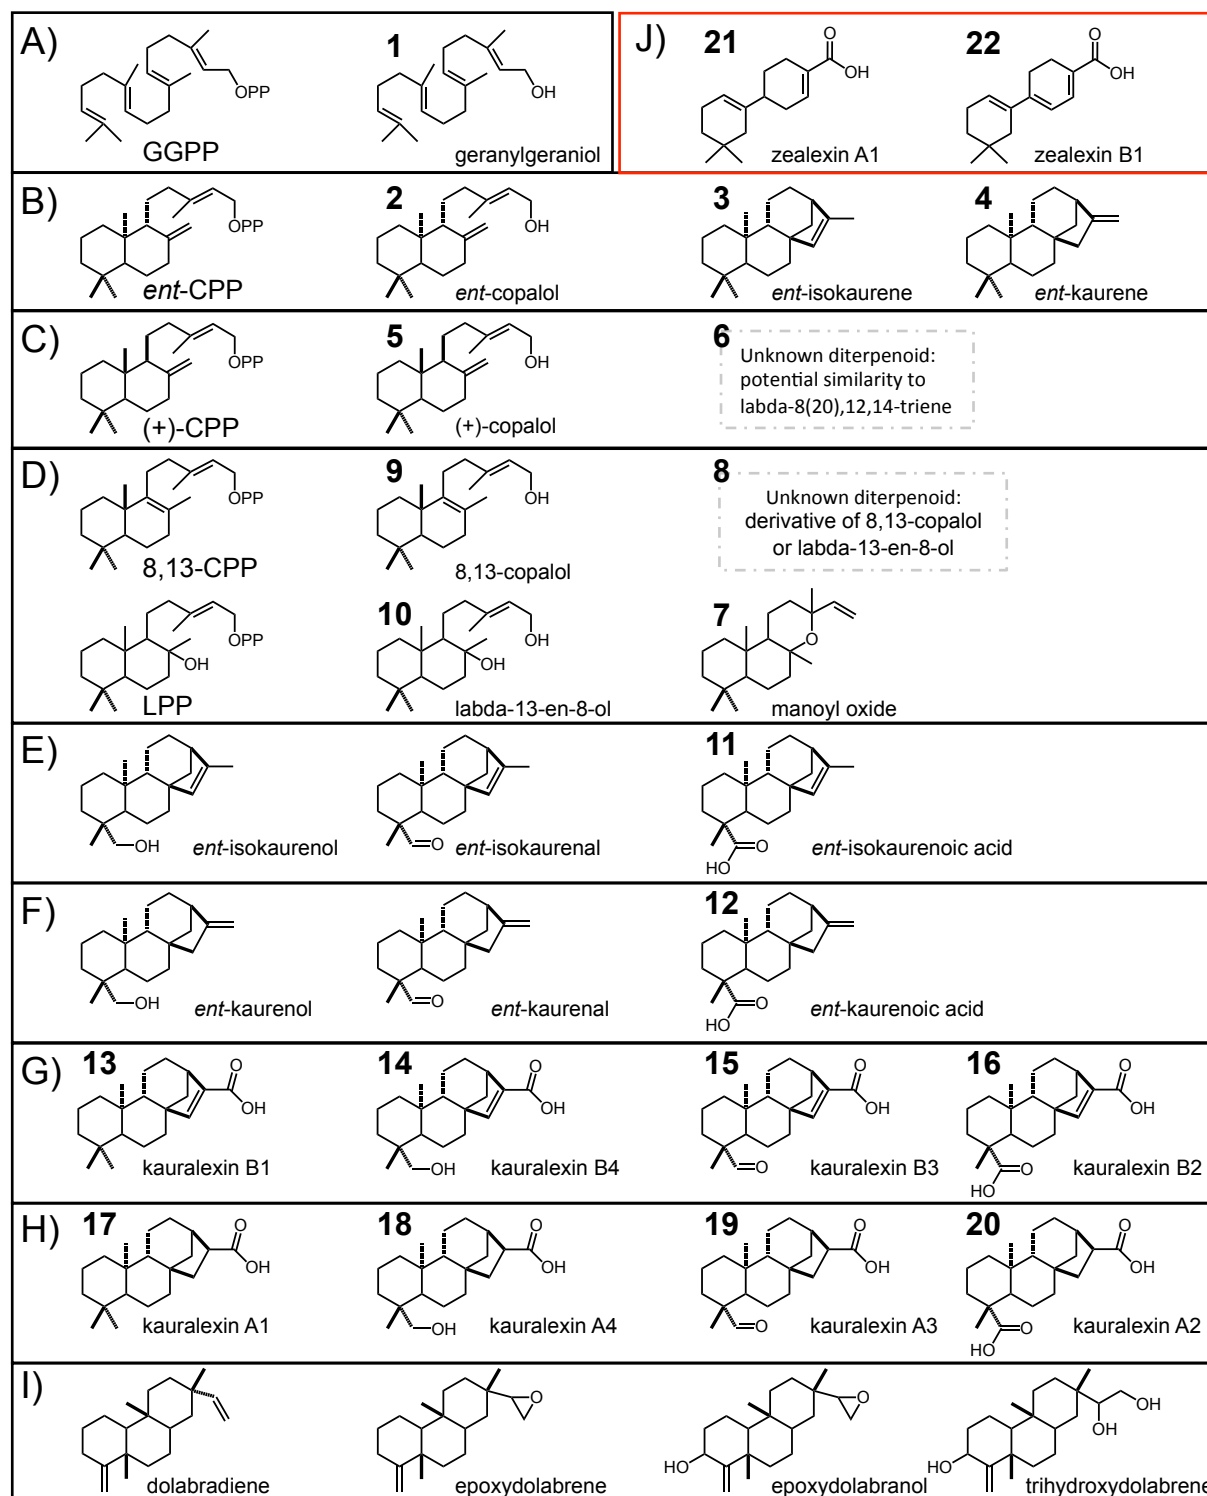 A)
OPP
GGPP
1
OH
geranylgeraniol
J)
21
O
OH
zealexin A1
22
O
OH
zealexin B1
B)
OPP
ent-CPP
2
OH
ent-copalol
3
ent-isokaurene
4
ent-kaurene
C)
OPP
(+)-CPP
5
OH
(+)-copalol
6
Unknown diterpenoid:
potential similarity to
labda-8(20),12,14-triene
D)
OPP
8,13-CPP
9
OH
8,13-copalol
8
Unknown diterpenoid:
derivative of 8,13-copalol
or labda-13-en-8-ol
OPP
OH
LPP
10
OH
OH
labda-13-en-8-ol
7
O
manoyl oxide
E)
OH
ent-isokaurenol
O
ent-isokaurenal
11
O
HO
ent-isokaurenoic acid
F)
OH
ent-kaurenol
O
ent-kaurenal
12
O
HO
ent-kaurenoic acid
G)
13
O
OH
kauralexin B1
14
O
OH
OH
kauralexin B4
15
O
OH
O
kauralexin B3
16
O
OH
O
HO
kauralexin B2
H)
17
O
OH
kauralexin A1
18
O
OH
OH
kauralexin A4
19
O
OH
O
kauralexin A3
20
O
OH
O
HO
kauralexin A2
I)
dolabradiene
O
epoxydolabrene
O
HO
epoxydolabranol
OH
OH
HO
trihydroxydolabrene